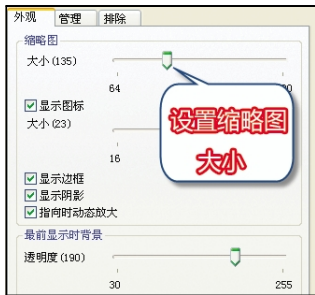 外观 管理 排除
缩略图
大小(135)
64
显示图标
大小(23)
16
设置缩略图
大小
显示边框
显示阴影
指向时动态放大
最前显示时背景
透明度(190)
30 255